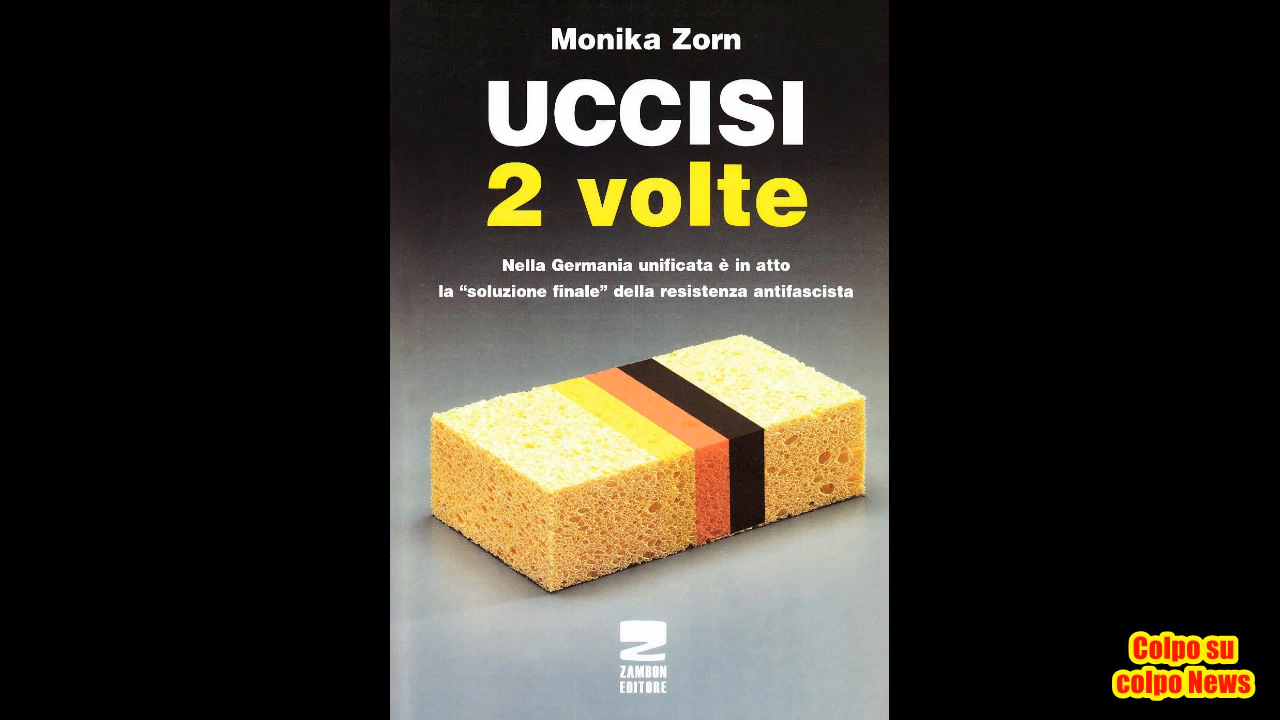 Monika Zorn
UCCISI
2 volte
Nella Germania unificata è in atto
la “soluzione finale” della resistenza antifascista
ZAMBON
EDITORE
Colpo su
colpo News